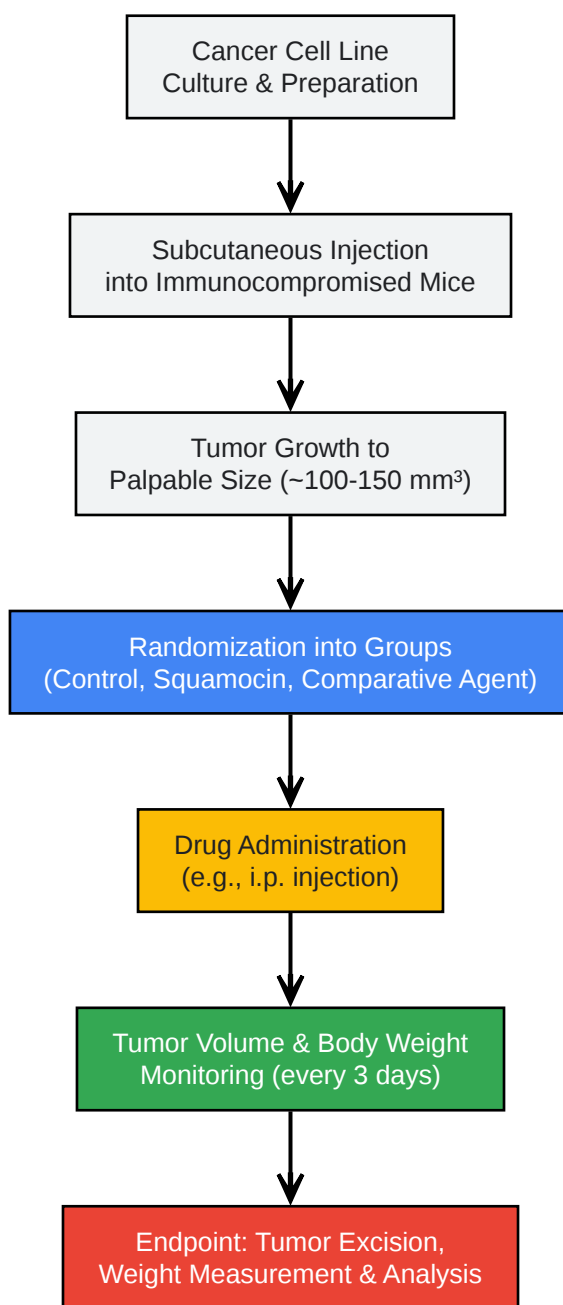 Cancer Cell Line
Culture & Preparation
Subcutaneous Injection
into Immunocompromised Mice
Tumor Growth to
Palpable Size (~100-150 mm³)
Randomization into Groups
(Control, Squamocin, Comparative Agent)
Drug Administration
(e.g., i.p. injection)
Tumor Volume & Body Weight
Monitoring (every 3 days)
Endpoint: Tumor Excision,
Weight Measurement & Analysis